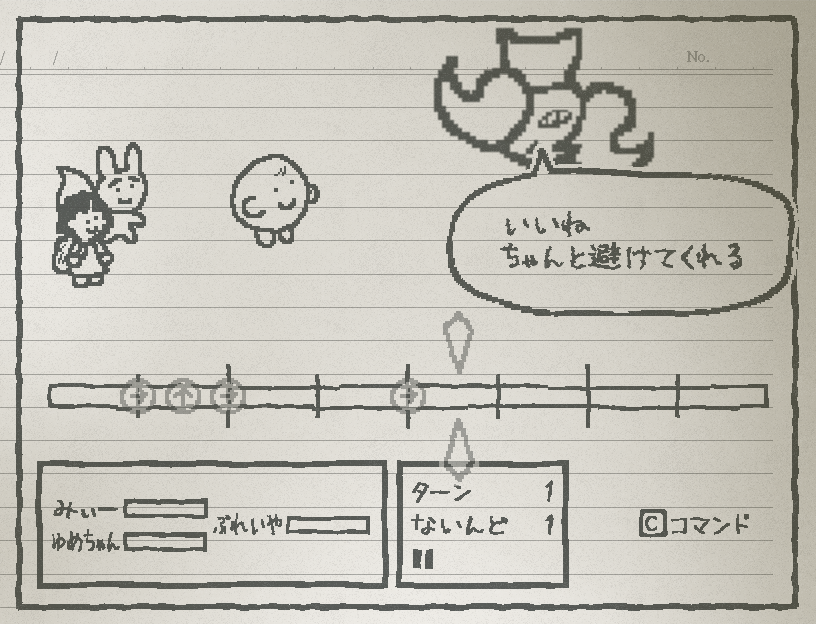 No.
いいね
ちゃんと避けてくれる
みぃー
ぷれいや
ゆめちゃん
ターン 1
ないんど 1
C コマンド